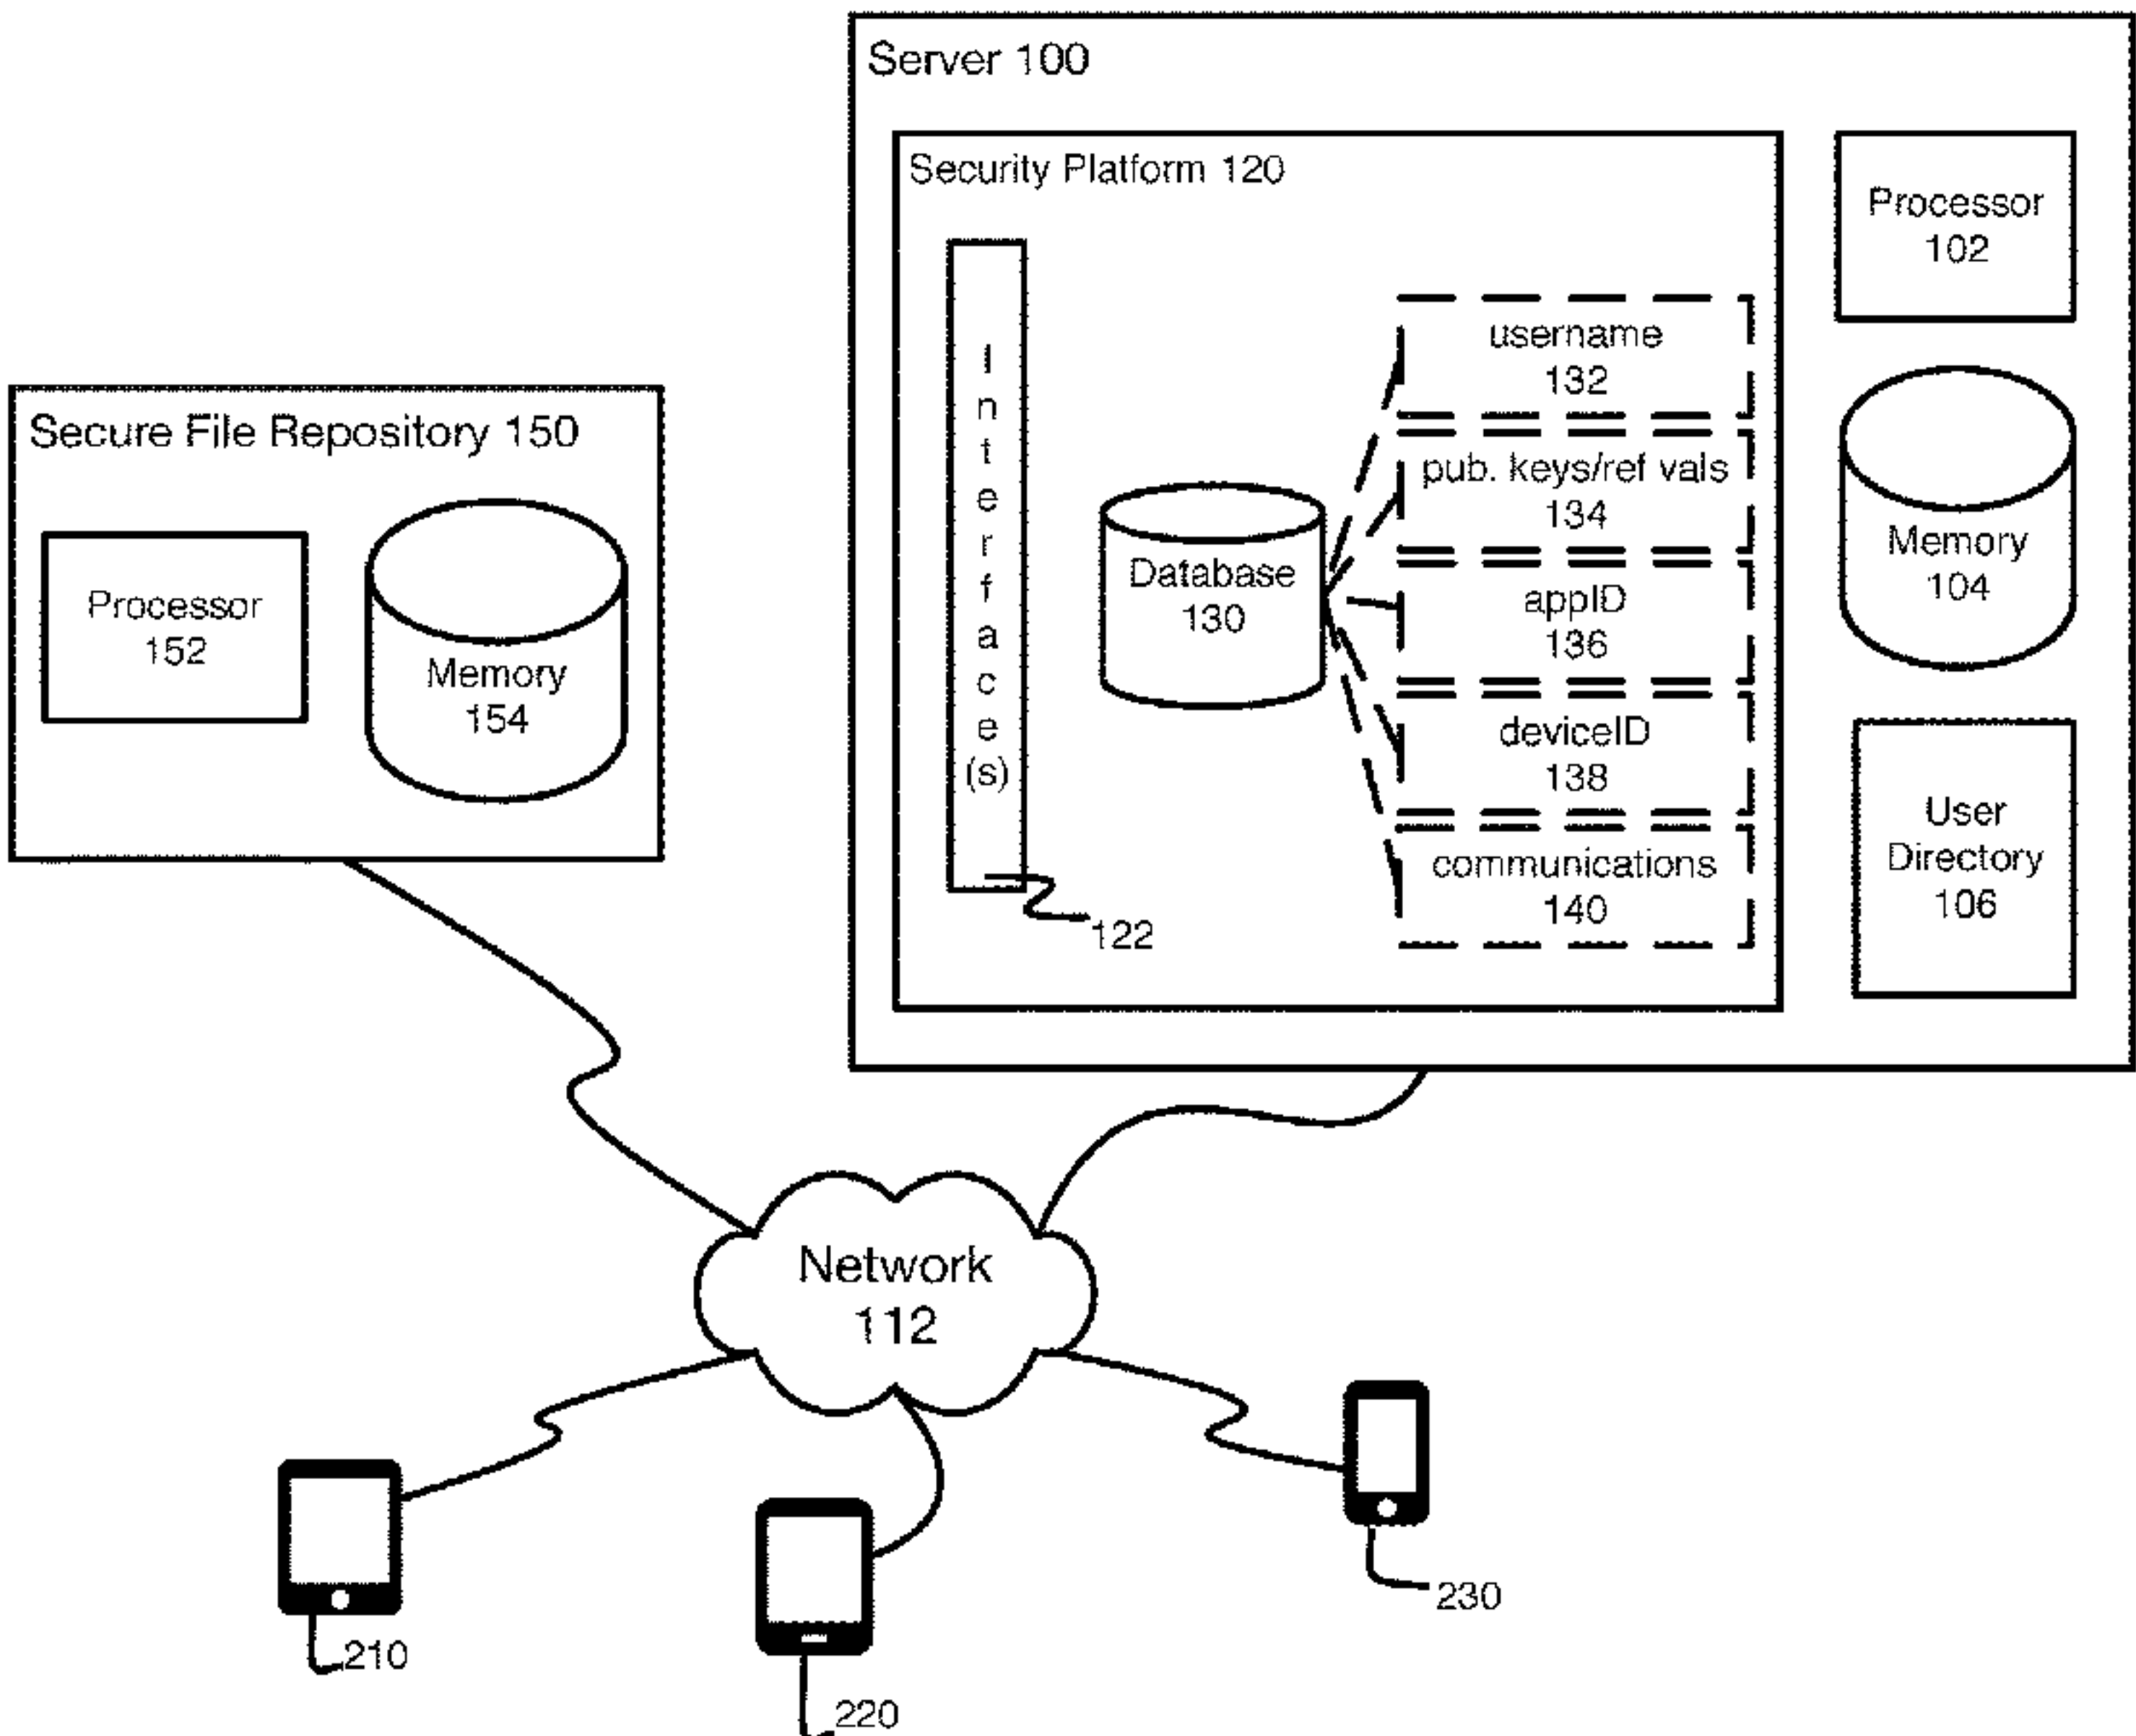 Server 100
Security Platform 120
Processor
102
Interface(s)
username
132
pub. keys/ref vals
134
appID
136
deviceID
138
communications
140
Database
130
122
Memory
104
User
Directory
106
Secure File Repository 150
Processor
152
Memory
154
Network
112
210
220
230